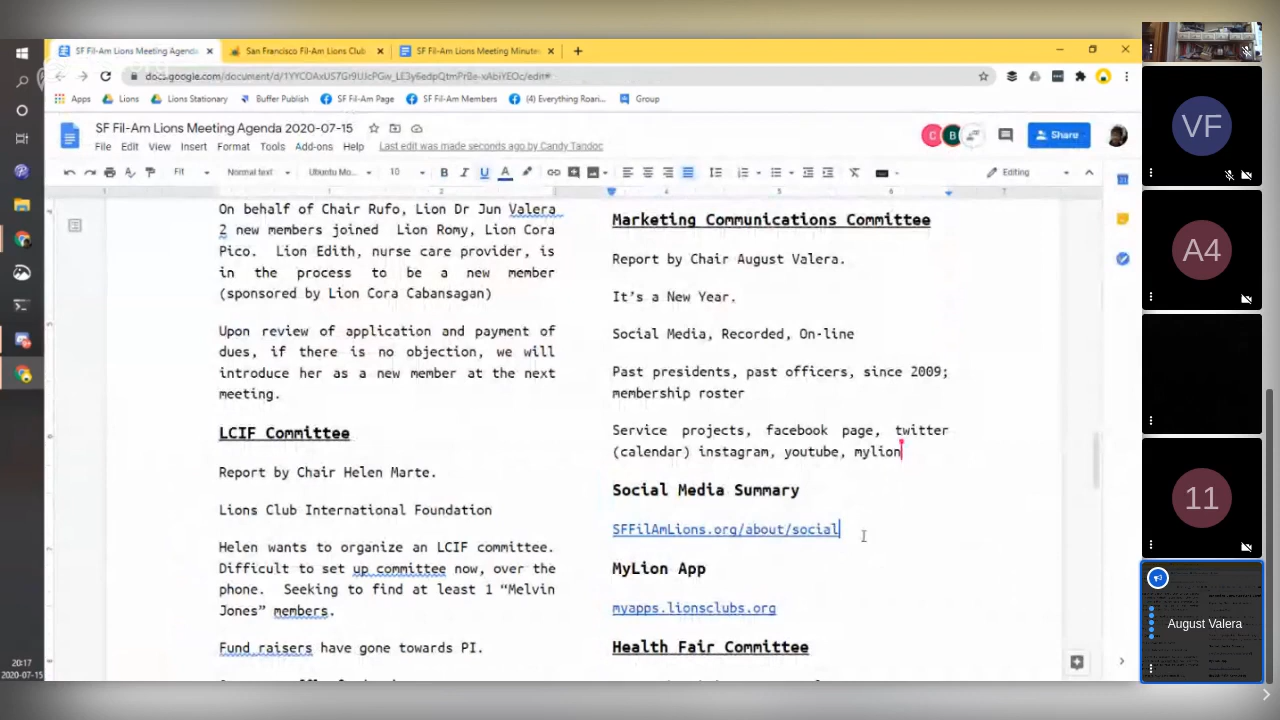 SF Fil-Am Lions Meeting Agenda
San Francisco Fil-Am Lions Club
SF Fil-Am Lions Meeting Minute
Apps
Lions
Lions Stationary
Buffer Publish
SF Fil-Am Page
SF Fil-Am Members
(4) Everything Roari...
Group
SF Fil-Am Lions Meeting Agenda 2020-07-15
File Edit View Insert Format Tools Add-ons Help
Last edit was made seconds ago by Candy Tandoc
C
B
Share
Fit
Normal text
Ubuntu Mo...
10
Editing
On behalf of Chair Rufo, Lion Dr Jun Valera
2 new members joined Lion Romy, Lion Cora
Pico. Lion Edith, nurse care provider, is
in the process to be a new member
(sponsored by Lion Cora Cabansagan)
Upon review of application and payment of
dues, if there is no objection, we will
introduce her as a new member at the next
meeting.
LCIF Committee
Report by Chair Helen Marte.
Lions Club International Foundation
Helen wants to organize an LCIF committee.
Difficult to set up committee now, over the
phone. Seeking to find at least 1 “Melvin
Jones” members.
Fund raisers have gone towards PI.
Marketing Communications Committee
Report by Chair August Valera.
It’s a New Year.
Social Media, Recorded, On-line
Past presidents, past officers, since 2009;
membership roster
Service projects, facebook page, twitter
(calendar) instagram, youtube, mylion
Social Media Summary
SFFilAmLions.org/about/social
MyLion App
myapps.lionsclubs.org
Health Fair Committee
20:17
2020-07-15
VF
A4
11
August Valera